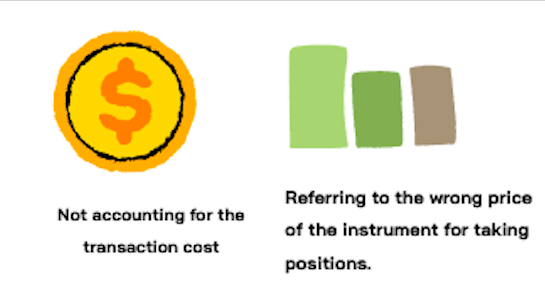 $
Not accounting for the
transaction cost
Referring to the wrong price
of the instrument for taking
positions.